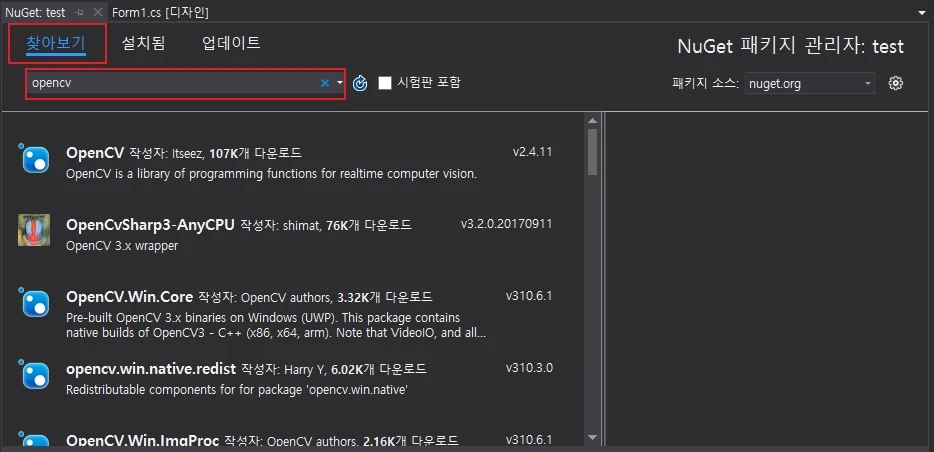 NuGet: test
Form1.cs [디자인]
찾아보기 설치됨 업데이트
NuGet 패키지 관리자: test
opencv
시험판 포함
패키지 소스: nuget.org
OpenCV 작성자: Itseez, 107K개 다운로드 v2.4.11
OpenCV is a library of programming functions for realtime computer vision.
OpenCvSharp3-AnyCPU 작성자: shimat, 76K개 다운로드 v3.2.0.20170911
OpenCV 3.x wrapper
OpenCV.Win.Core 작성자: OpenCV authors, 3.32K개 다운로드 v310.6.1
Pre-built OpenCV 3.x binaries on Windows (UWP). This package contains
native builds of OpenCV3 - C++ (x86, x64, arm). Note that VideoIO, and all...
opencv.win.native.redist 작성자: Harry Y, 6.02K개 다운로드 v310.3.0
Redistributable components for for package 'opencv.win.native'
OpenCV.Win.ImgProc 작성자: OpenCV authors, 2.16K개 다운로드 v310.6.1